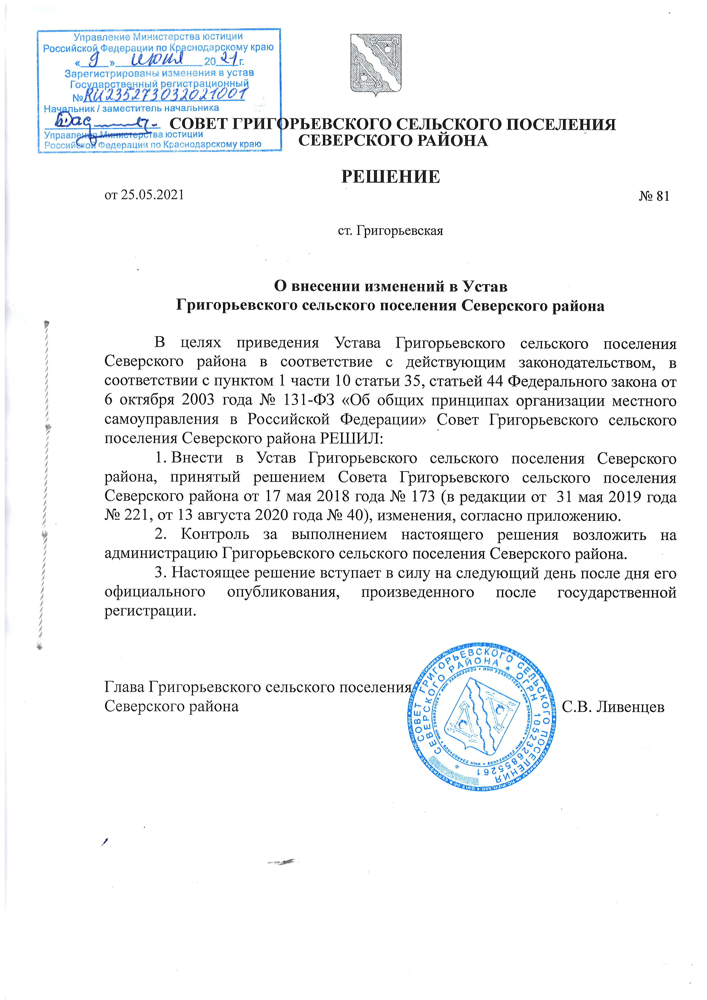 Управление Министерства юстиции
Российской Федерации по Краснодарскому краю
« 9 » июня 2021 г.
Зарегистрированы изменения в устав
Государственный регистрационный
№ RU235273032021001
Начальник / заместитель начальника
Управления Министерства юстиции
Российской Федерации по Краснодарскому краю
СОВЕТ ГРИГОРЬЕВСКОГО СЕЛЬСКОГО ПОСЕЛЕНИЯ
СЕВЕРСКОГО РАЙОНА
РЕШЕНИЕ
от 25.05.2021 № 81
ст. Григорьевская
О внесении изменений в Устав
Григорьевского сельского поселения Северского района
В целях приведения Устава Григорьевского сельского поселения
Северского района в соответствие с действующим законодательством, в
соответствии с пунктом 1 части 10 статьи 35, статьей 44 Федерального закона от
6 октября 2003 года № 131-ФЗ «Об общих принципах организации местного
самоуправления в Российской Федерации» Совет Григорьевского сельского
поселения Северского района РЕШИЛ:
1. Внести в Устав Григорьевского сельского поселения Северского
района, принятый решением Совета Григорьевского сельского поселения
Северского района от 17 мая 2018 года № 173 (в редакции от 31 мая 2019 года
№ 221, от 13 августа 2020 года № 40), изменения, согласно приложению.
2. Контроль за выполнением настоящего решения возложить на
администрацию Григорьевского сельского поселения Северского района.
3. Настоящее решение вступает в силу на следующий день после дня его
официального опубликования, произведенного после государственной
регистрации.
Глава Григорьевского сельского поселения
Северского района С.В. Ливенцев
СОВЕТ ГРИГОРЬЕВСКОГО СЕЛЬСКОГО ПОСЕЛЕНИЯ
СЕВЕРСКОГО РАЙОНА * ОГРН 1052326855261 *
ИНН 2348024029